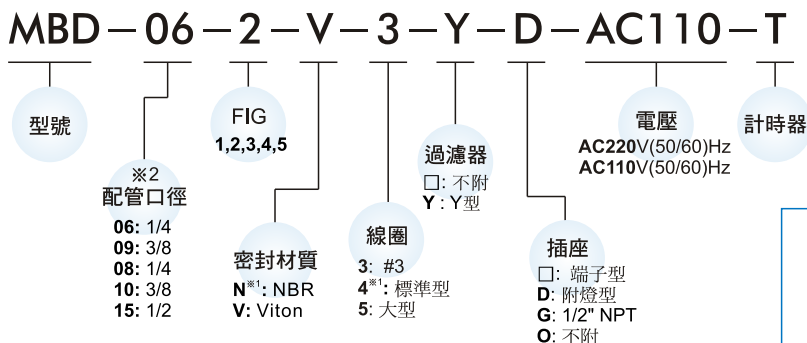 MBD－06－2－V－3－Y－D－AC110－T
型號
※2
配管口徑
06: 1/4
09: 3/8
08: 1/4
10: 3/8
15: 1/2
FIG
1,2,3,4,5
密封材質
N※1: NBR
V: Viton
線圈
3: #3
4※1: 標準型
5: 大型
過濾器
□: 不附
Y : Y型
插座
□: 端子型
D: 附燈型
G: 1/2" NPT
O: 不附
電壓
AC220V(50/60)Hz
AC110V(50/60)Hz
計時器